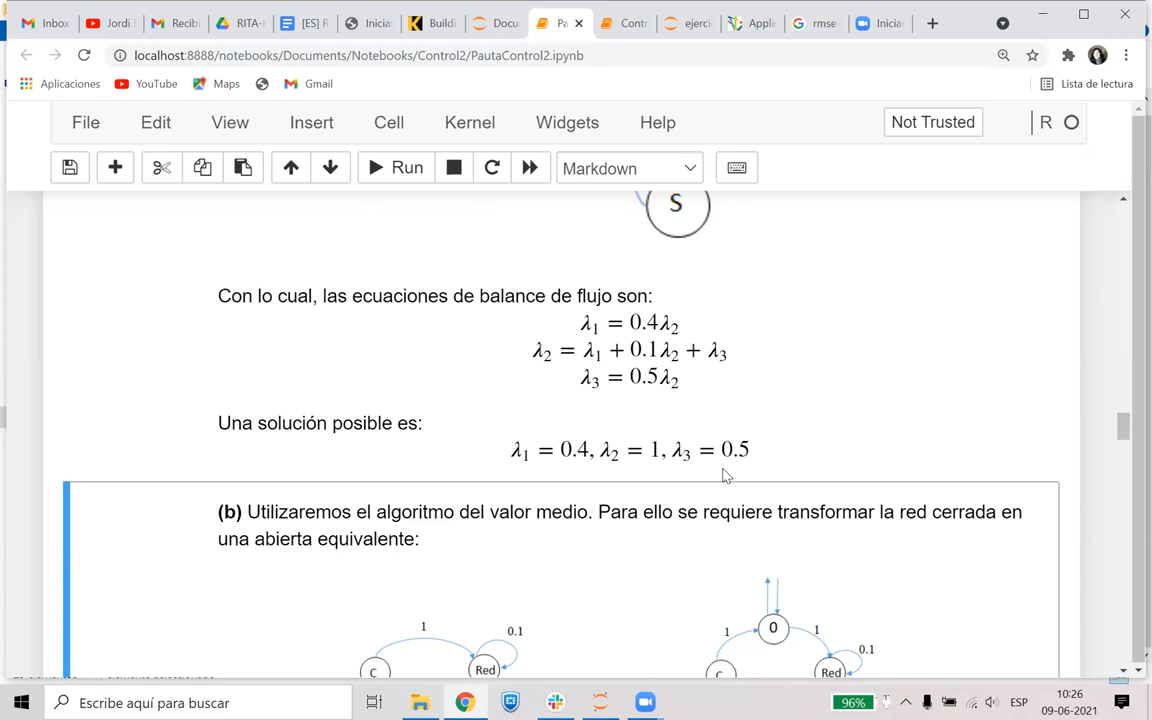 Inbox
Jordi
Recibi
RITA-
[ES] R
Inicia
Buildi
Docu
Pa
Contr
ejerci
Applic
rmse
Inicia
localhost:8888/notebooks/Documents/Notebooks/Control2/PautaControl2.ipynb
Aplicaciones YouTube Maps Gmail Lista de lectura
File Edit View Insert Cell Kernel Widgets Help Not Trusted R
Run Markdown
S
Con lo cual, las ecuaciones de balance de flujo son:
λ₁ = 0.4λ₂
λ₂ = λ₁ + 0.1λ₂ + λ₃
λ₃ = 0.5λ₂
Una solución posible es:
λ₁ = 0.4, λ₂ = 1, λ₃ = 0.5
(b) Utilizaremos el algoritmo del valor medio. Para ello se requiere transformar la red cerrada en
una abierta equivalente:
1 0.1 C Red
1 0 1 0.1 C Red
Escribe aquí para buscar
96% ESP
10:26
09-06-2021